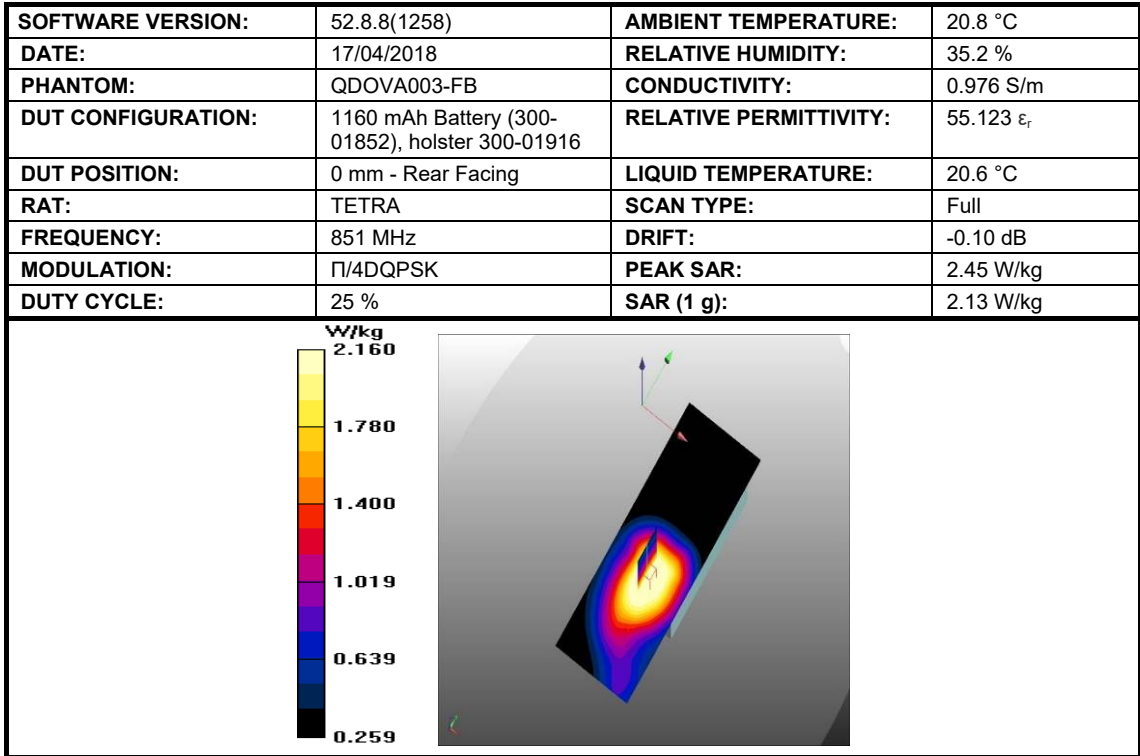 SOFTWARE VERSION: 52.8.8(1258) AMBIENT TEMPERATURE: 20.8 °C
DATE: 17/04/2018 RELATIVE HUMIDITY: 35.2 %
PHANTOM: QDOVA003-FB CONDUCTIVITY: 0.976 S/m
DUT CONFIGURATION: 1160 mAh Battery (300-
01852), holster 300-01916 RELATIVE PERMITTIVITY: 55.123 εᵣ
DUT POSITION: 0 mm - Rear Facing LIQUID TEMPERATURE: 20.6 °C
RAT: TETRA SCAN TYPE: Full
FREQUENCY: 851 MHz DRIFT: -0.10 dB
MODULATION: Π/4DQPSK PEAK SAR: 2.45 W/kg
DUTY CYCLE: 25 % SAR (1 g): 2.13 W/kg
W/kg
2.160
1.780
1.400
1.019
0.639
0.259